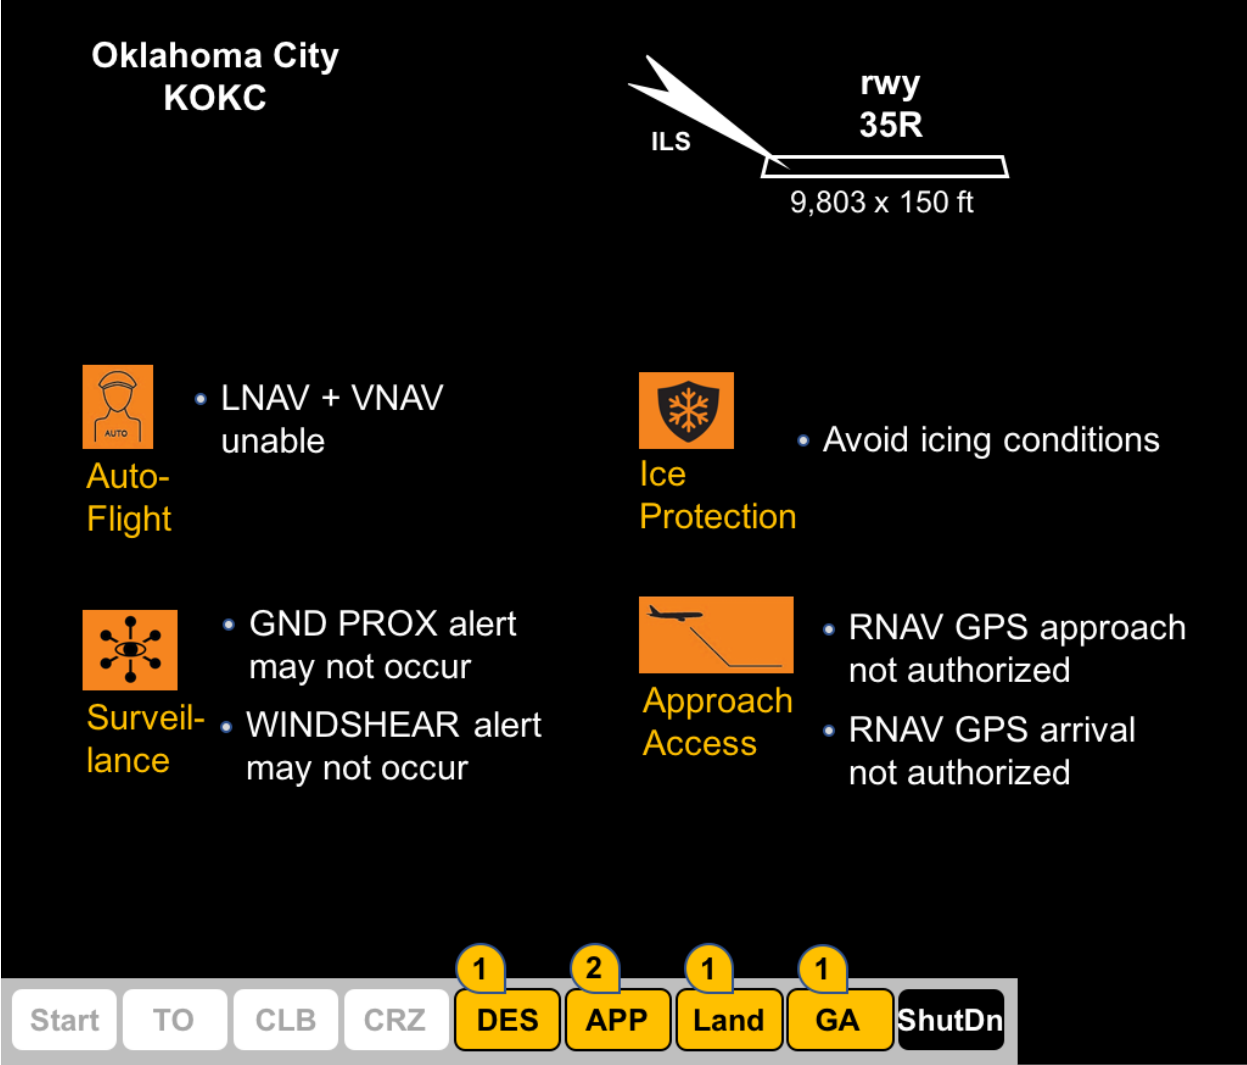 Oklahoma City
KOKC
rwy
35R
ILS
9,803 x 150 ft
AUTO
Auto-
Flight
• LNAV + VNAV
unable
Ice
Protection
• Avoid icing conditions
Surveil-
lance
• GND PROX alert
may not occur
• WINDSHEAR alert
may not occur
Approach
Access
• RNAV GPS approach
not authorized
• RNAV GPS arrival
not authorized
1 2 1 1
Start TO CLB CRZ DES APP Land GA ShutDn